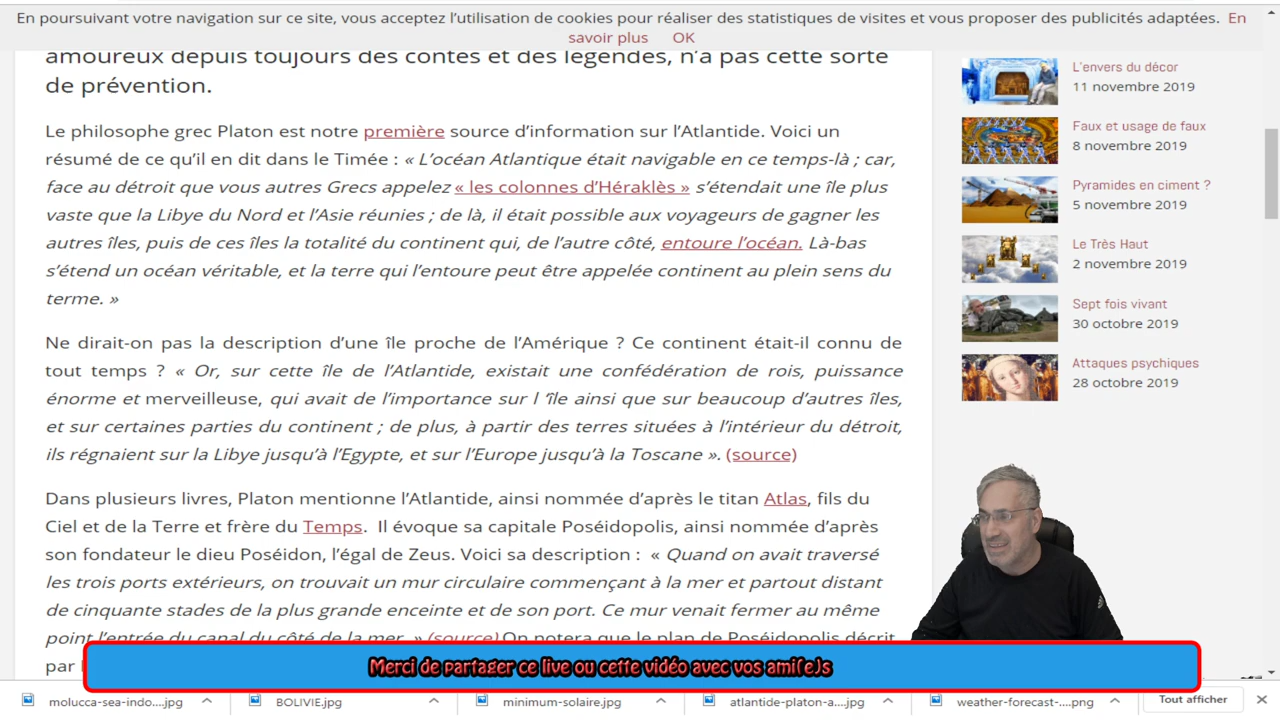 En poursuivant votre navigation sur ce site, vous acceptez l'utilisation de cookies pour réaliser des statistiques de visites et vous proposer des publicités adaptées. En
savoir plus OK
amoureux depuis toujours des contes et des légendes, n'a pas cette sorte
de prévention.
Le philosophe grec Platon est notre première source d'information sur l'Atlantide. Voici un
résumé de ce qu'il en dit dans le Timée : « L'océan Atlantique était navigable en ce temps-là ; car,
face au détroit que vous autres Grecs appelez « les colonnes d'Héraklès » s'étendait une île plus
vaste que la Libye du Nord et l'Asie réunies ; de là, il était possible aux voyageurs de gagner les
autres îles, puis de ces îles la totalité du continent qui, de l'autre côté, entoure l'océan. Là-bas
s'étend un océan véritable, et la terre qui l'entoure peut être appelée continent au plein sens du
terme. »
Ne dirait-on pas la description d'une île proche de l'Amérique ? Ce continent était-il connu de
tout temps ? « Or, sur cette île de l'Atlantide, existait une confédération de rois, puissance
énorme et merveilleuse, qui avait de l'importance sur l 'île ainsi que sur beaucoup d'autres îles,
et sur certaines parties du continent ; de plus, à partir des terres situées à l'intérieur du détroit,
ils régnaient sur la Libye jusqu'à l'Egypte, et sur l'Europe jusqu'à la Toscane ». (source)
Dans plusieurs livres, Platon mentionne l'Atlantide, ainsi nommée d'après le titan Atlas, fils du
Ciel et de la Terre et frère du Temps. Il évoque sa capitale Poséidopolis, ainsi nommée d'après
son fondateur le dieu Poséidon, l'égal de Zeus. Voici sa description : « Quand on avait traversé
les trois ports extérieurs, on trouvait un mur circulaire commençant à la mer et partout distant
de cinquante stades de la plus grande enceinte et de son port. Ce mur venait fermer au même
point l'entrée du canal du côté de la mer. » (source) On notera que le plan de Poséidopolis décrit
par
L'envers du décor
11 novembre 2019
Faux et usage de faux
8 novembre 2019
Pyramides en ciment ?
5 novembre 2019
Le Très Haut
2 novembre 2019
Sept fois vivant
30 octobre 2019
Attaques psychiques
28 octobre 2019
Merci de partager ce live ou cette vidéo avec vos ami(e)s
molucca-sea-indo....jpg
BOLIVIE.jpg
minimum-solaire.jpg
atlantide-platon-a....jpg
weather-forecast-....png
Tout afficher